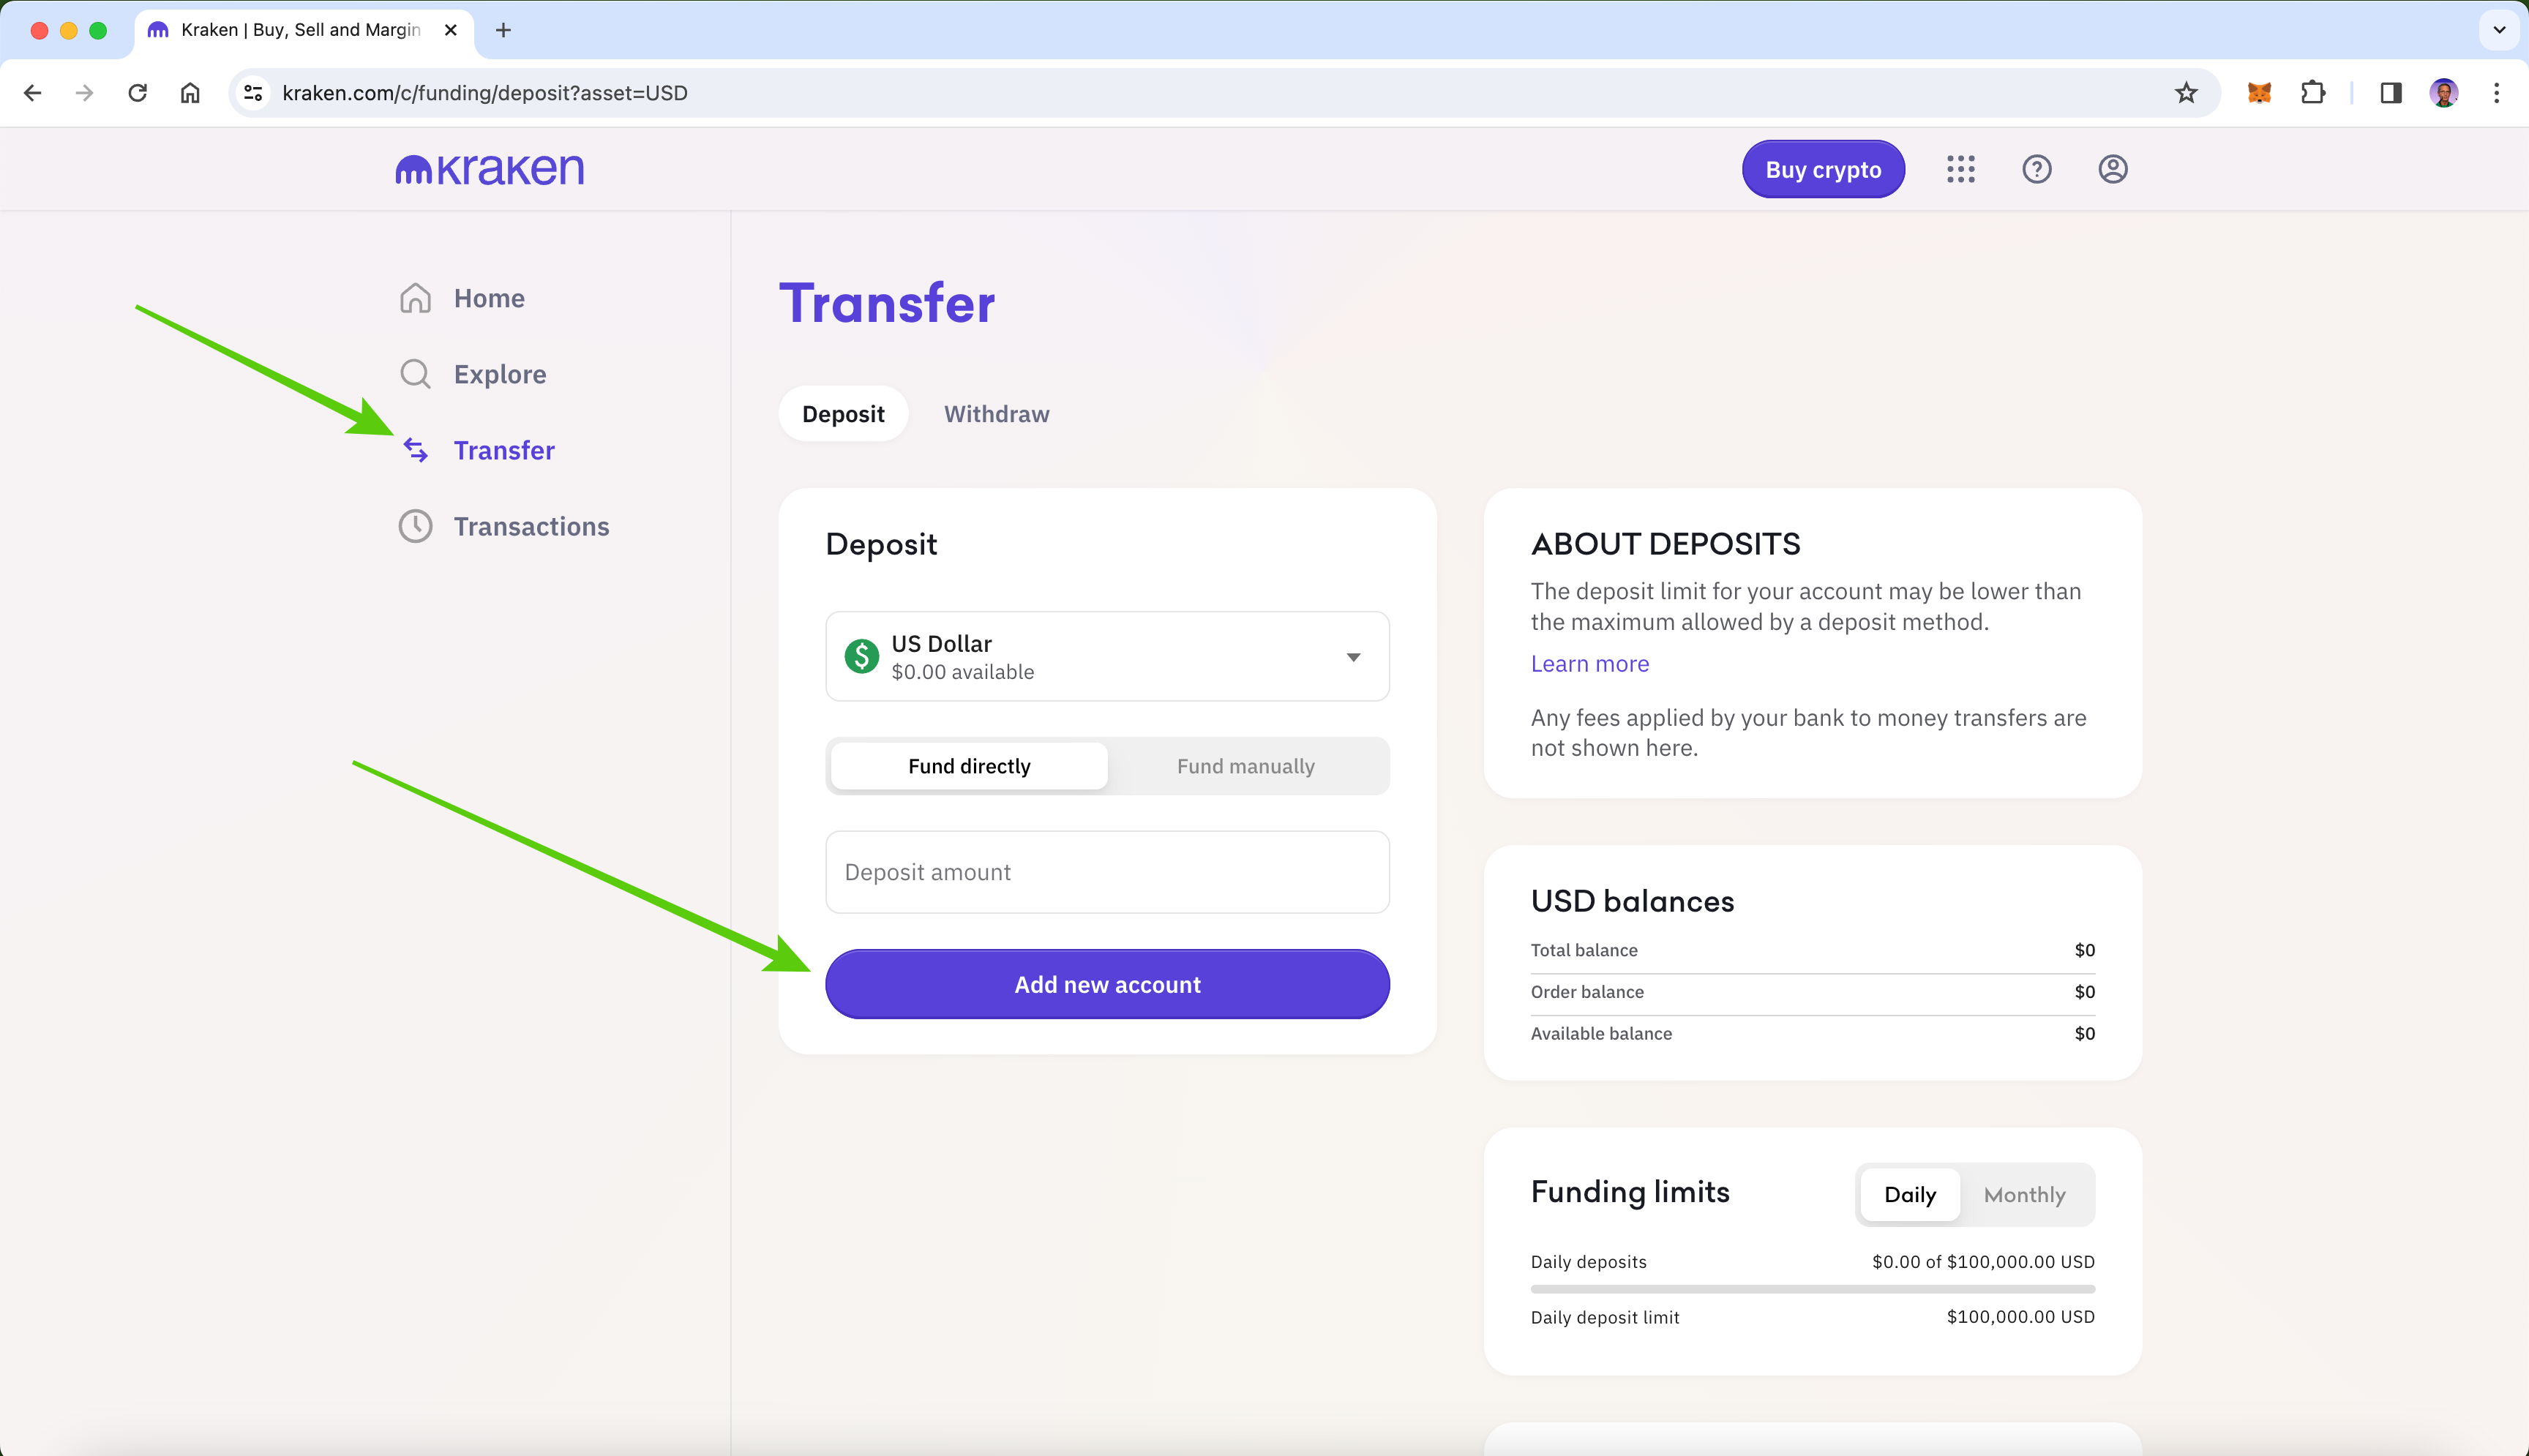 Kraken | Buy, Sell and Margin
kraken.com/c/funding/deposit?asset=USD
kraken
Buy crypto
Home
Explore
Transfer
Transactions
Transfer
Deposit
Withdraw
Deposit
US Dollar
$0.00 available
Fund directly
Fund manually
Deposit amount
Add new account
ABOUT DEPOSITS
The deposit limit for your account may be lower than
the maximum allowed by a deposit method.
Learn more
Any fees applied by your bank to money transfers are
not shown here.
USD balances
Total balance $0
Order balance $0
Available balance $0
Funding limits
Daily
Monthly
Daily deposits $0.00 of $100,000.00 USD
Daily deposit limit $100,000.00 USD